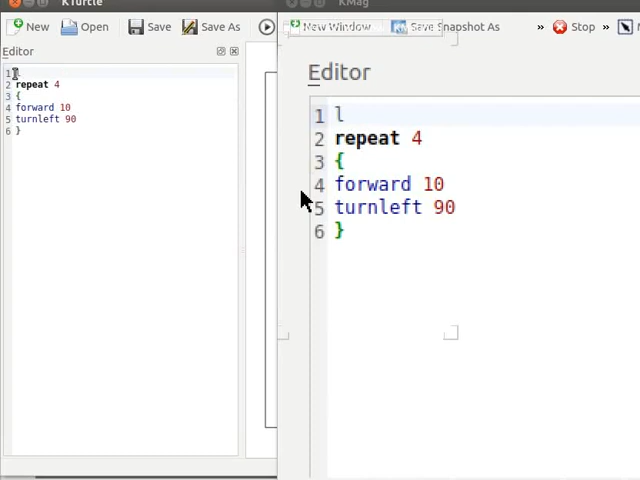 KTurtle
New Open Save Save As
Editor
1
2 repeat 4
3 {
4 forward 10
5 turnleft 90
6 }
KMag
New Window Save Snapshot As » Stop »
Editor
1 l
2 repeat 4
3 {
4 forward 10
5 turnleft 90
6 }